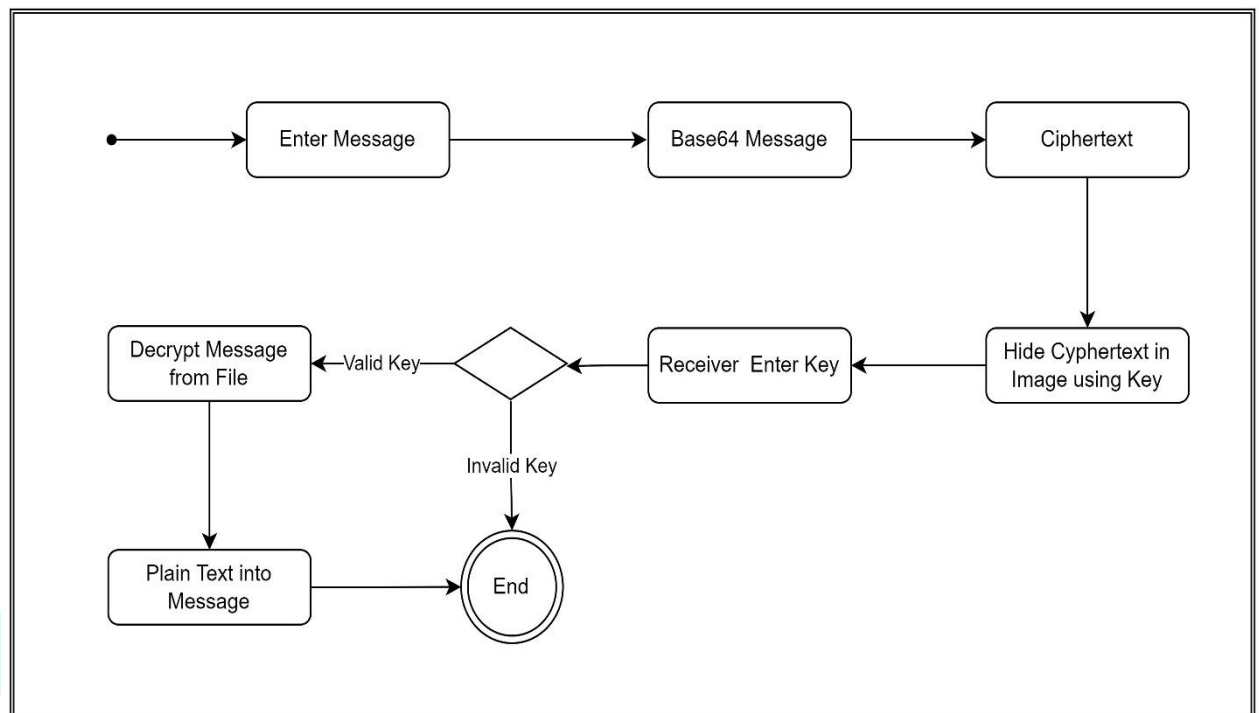 Enter Message
Base64 Message
Ciphertext
Hide Cyphertext in
Image using Key
Receiver Enter Key
Valid Key
Decrypt Message
from File
Invalid Key
Plain Text into
Message
End